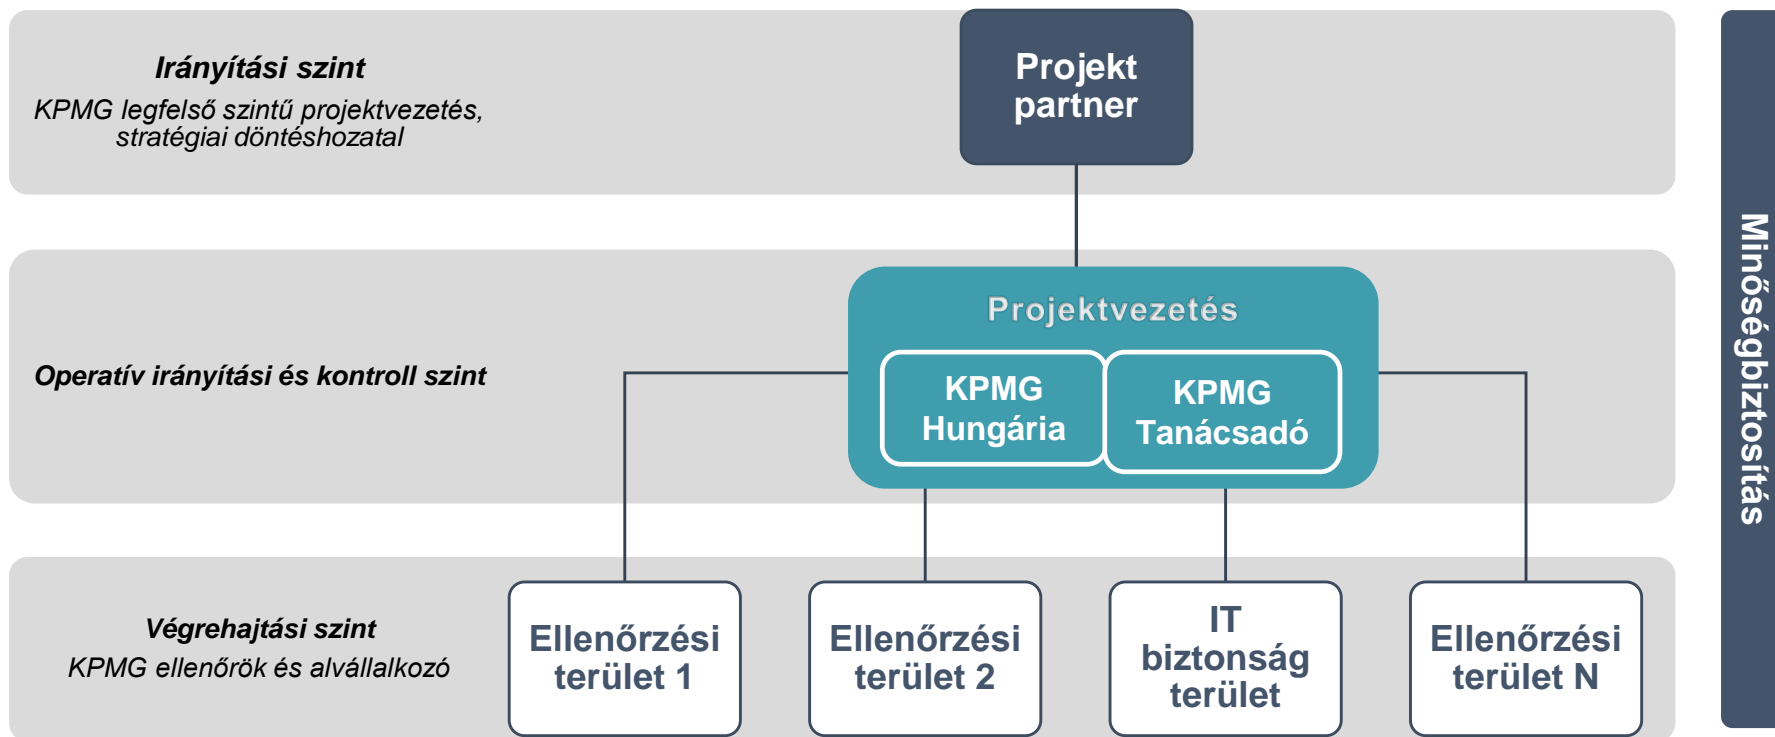 Irányítási szint
KPMG legfelső szintű projektvezetés,
stratégiai döntéshozatal
Projekt
partner
Operatív irányítási és kontroll szint
Projektvezetés
KPMG
Hungária
KPMG
Tanácsadó
Végrehajtási szint
KPMG ellenőrök és alvállalkozó
Ellenőrzési
terület 1
Ellenőrzési
terület 2
IT
biztonság
terület
Ellenőrzési
terület N
Minőségbiztosítás